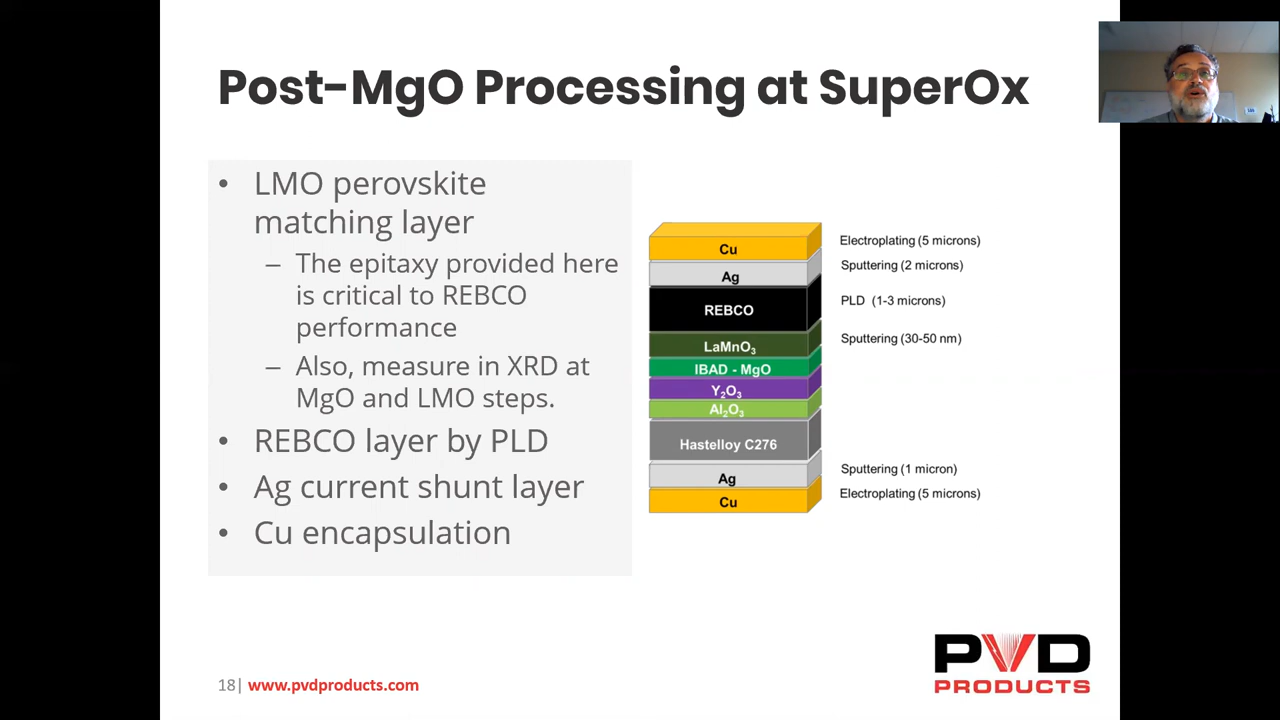 Post-MgO Processing at SuperOx
• LMO perovskite
matching layer
– The epitaxy provided here
is critical to REBCO
performance
– Also, measure in XRD at
MgO and LMO steps.
• REBCO layer by PLD
• Ag current shunt layer
• Cu encapsulation
Cu
Electroplating (5 microns)
Ag
Sputtering (2 microns)
REBCO
PLD (1-3 microns)
LaMnO₃
Sputtering (30-50 nm)
IBAD - MgO
Y₂O₃
Al₂O₃
Hastelloy C276
Ag
Sputtering (1 micron)
Cu
Electroplating (5 microns)
PVD
PRODUCTS
18| www.pvdproducts.com